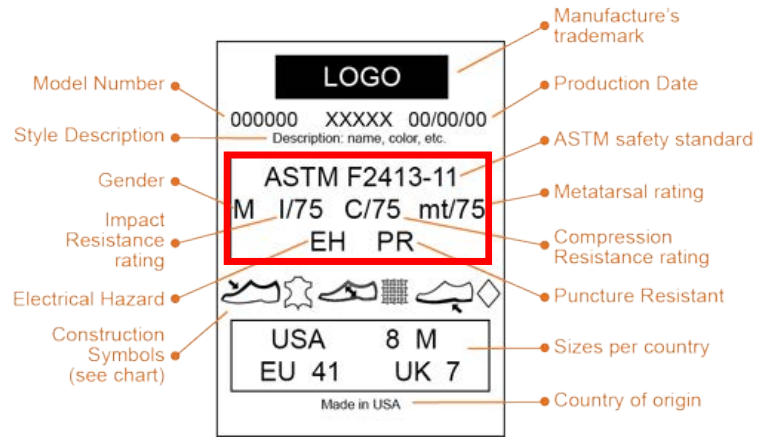 Manufacture's
trademark
LOGO
Model Number
Production Date
000000 XXXXX 00/00/00
Style Description
Description: name, color, etc.
ASTM safety standard
Gender
ASTM F2413-11
Metatarsal rating
M I/75 C/75 mt/75
Impact
Resistance
rating
Compression
Resistance rating
EH PR
Electrical Hazard
Puncture Resistant
Construction
Symbols
(see chart)
USA 8 M
EU 41 UK 7
Sizes per country
Made in USA
Country of origin